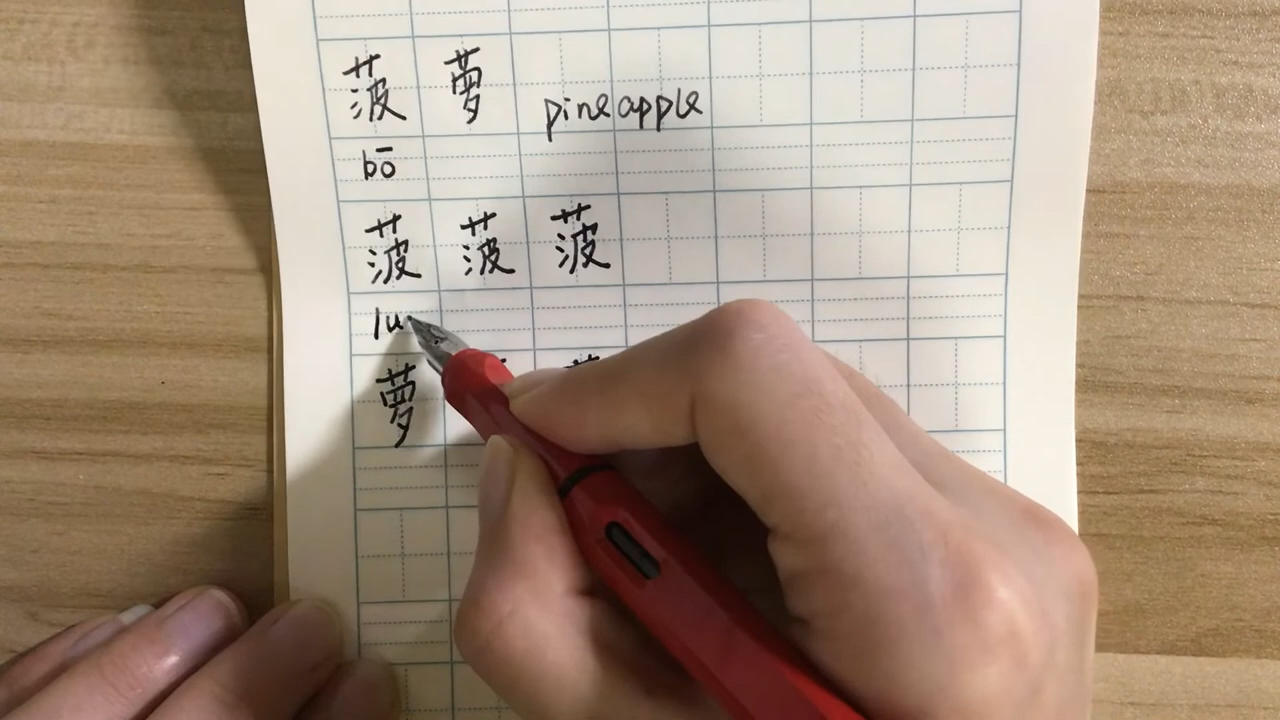 菠 萝 pineapple
bō
菠 菠 菠
lu
萝